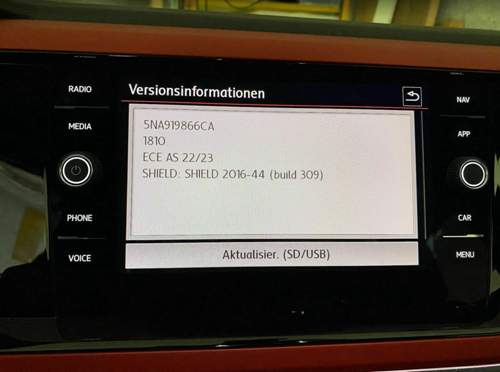 RADIO
MEDIA
PHONE
VOICE
Versionsinformationen
5NA919866CA
1810
ECE AS 22/23
SHIELD: SHIELD 2016-44 (build 309)
Aktualisier. (SD/USB)
NAV
APP
CAR
MENU